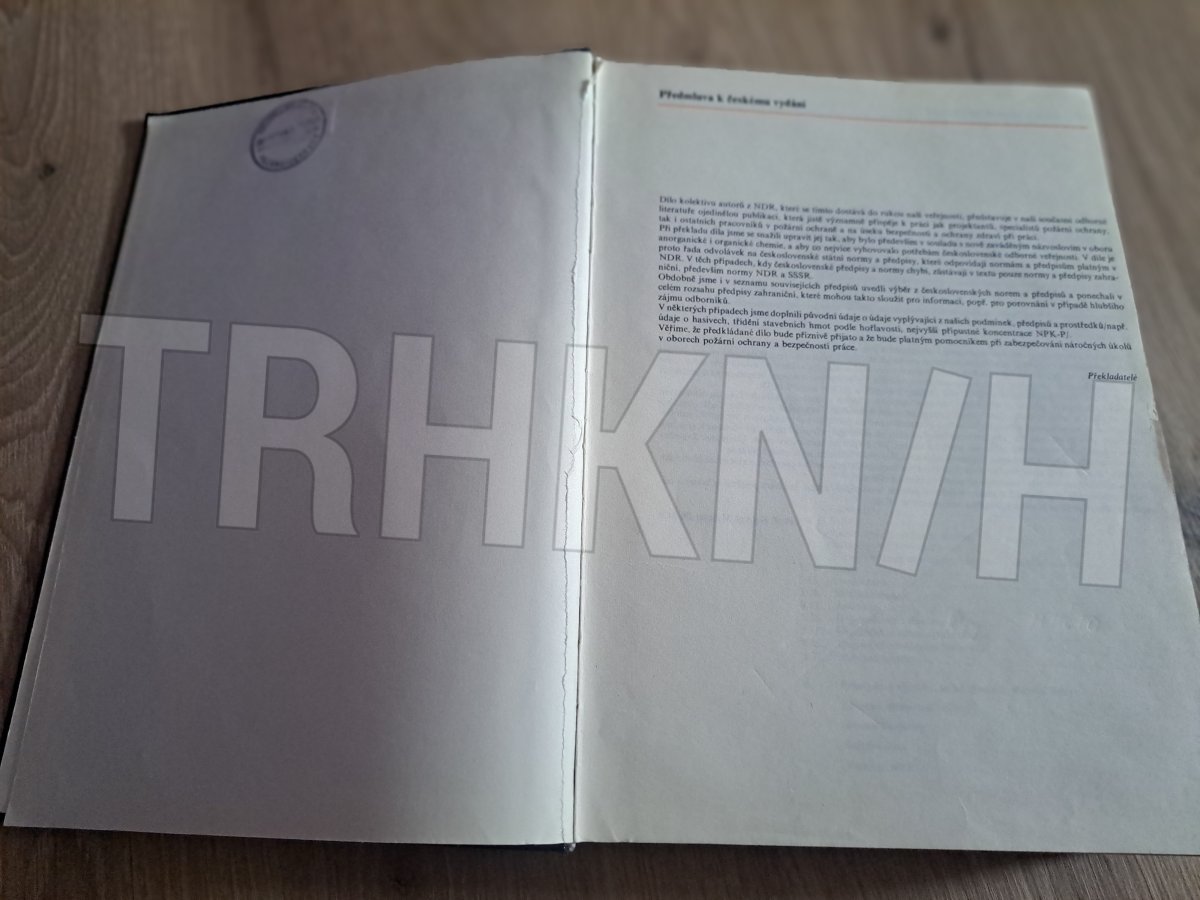 Předmluva k českému vydání
Dílo kolektivu autorů z NDR, které se tímto dostává do rukou naší veřejnosti, představuje v naší současné odborné
literatuře ojedinělou publikaci, která jistě významně přispěje k práci jak projektantů, specialistů požární ochrany,
tak i ostatních pracovníků v požární ochraně a na úseku bezpečnosti a ochrany zdraví při práci.
Při překladu díla jsme se snažili upravit jej tak, aby bylo především v souladu s nově zaváděným názvoslovím v oboru
anorganické i organické chemie, a aby co nejvíce vyhovovalo potřebám československé odborné veřejnosti. V díle je
proto řada odvolávek na československé státní normy a předpisy, které odpovídají normám a předpisům platným v
NDR. V těch případech, kdy československé předpisy a normy chybí, zůstávají v textu pouze normy a předpisy zahra-
niční, především normy NDR a SSSR.
Obdobně jsme i v seznamu souvisejících předpisů uvedli výběr z československých norem a předpisů a ponechali v
celém rozsahu předpisy zahraniční, které mohou takto sloužit pro informaci, popř. pro porovnání v případě hlubšího
zájmu odborníků.
V některých případech jsme doplnili původní údaje o údaje vyplývající z našich podmínek, předpisů a prostředků/např.
údaje o hasivech, třídění stavebních hmot podle hořlavosti, nejvyšší přípustné koncentrace NPK-P/.
Věříme, že předkládané dílo bude příznivě přijato a že bude platným pomocníkem při zabezpečování náročných úkolů
v oborech požární ochrany a bezpečnosti práce.
Překladatelé
TRHKN/H